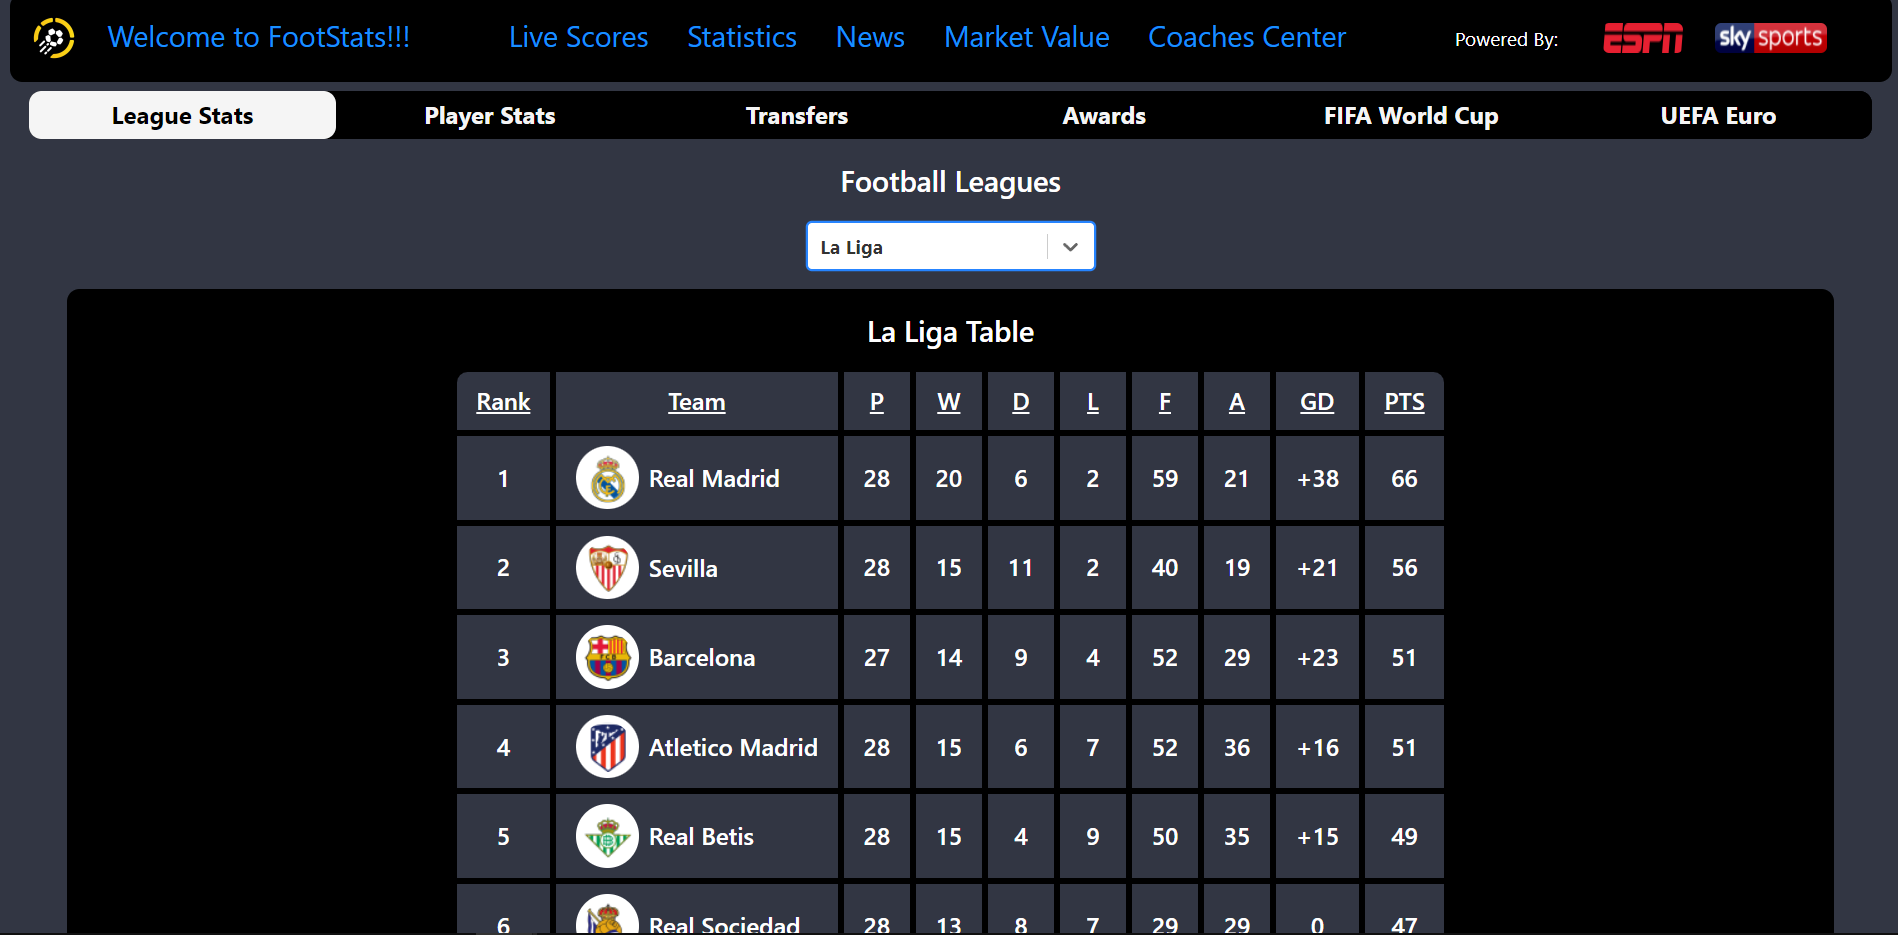 Welcome to FootStats!!! Live Scores Statistics News Market Value Coaches Center Powered By: ESPN sky sports
League Stats Player Stats Transfers Awards FIFA World Cup UEFA Euro
Football Leagues
La Liga
La Liga Table
Rank Team P W D L F A GD PTS
1 Real Madrid 28 20 6 2 59 21 +38 66
2 Sevilla 28 15 11 2 40 19 +21 56
3 Barcelona 27 14 9 4 52 29 +23 51
4 Atletico Madrid 28 15 6 7 52 36 +16 51
5 Real Betis 28 15 4 9 50 35 +15 49
6 Real Sociedad 28 13 8 7 29 29 0 47